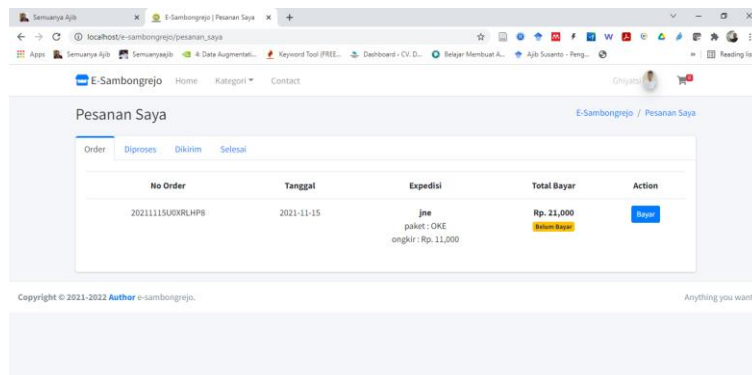 Semuanya Ajib
E-Sambongrejo | Pesanan Saya
localhost/e-sambongrejo/pesanan_saya
Apps Semuanya Ajib Semuanyaajib 4: Data Augmentati... Keyword Tool (FREE... Dashboard ‹ CV. D... Belajar Membuat A... Ajib Susanto - Peng... » Reading lis
E-Sambongrejo Home Kategori Contact
Pesanan Saya
E-Sambongrejo / Pesanan Saya
Order Diproses Dikirim Selesai
No Order Tanggal Expedisi Total Bayar Action
20211115U0XRLHP8 2021-11-15 jne Rp. 21,000 Bayar
paket : OKE Belum Bayar
ongkir : Rp. 11,000
Copyright © 2021-2022 Author e-sambongrejo. Anything you want